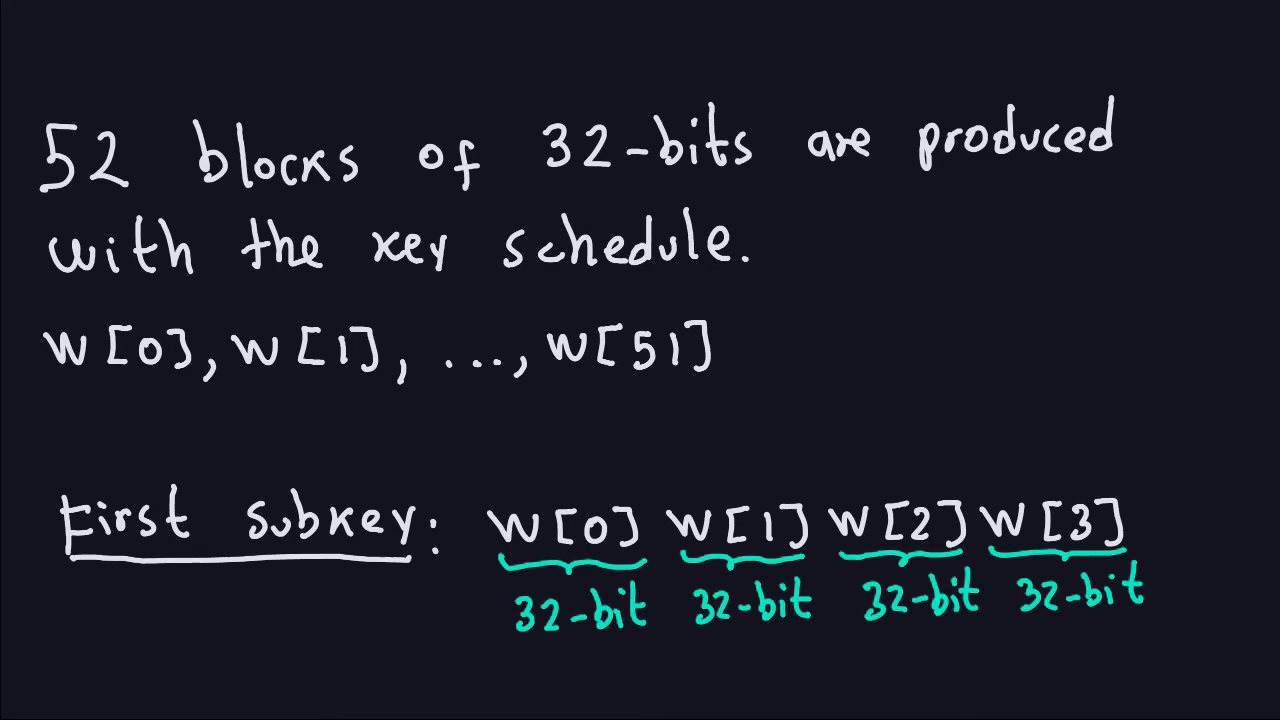 52 blocks of 32-bits are produced
with the key schedule.
W[0], W[1], ..., W[51]
First subkey: W[0] W[1] W[2] W[3]
32-bit 32-bit 32-bit 32-bit